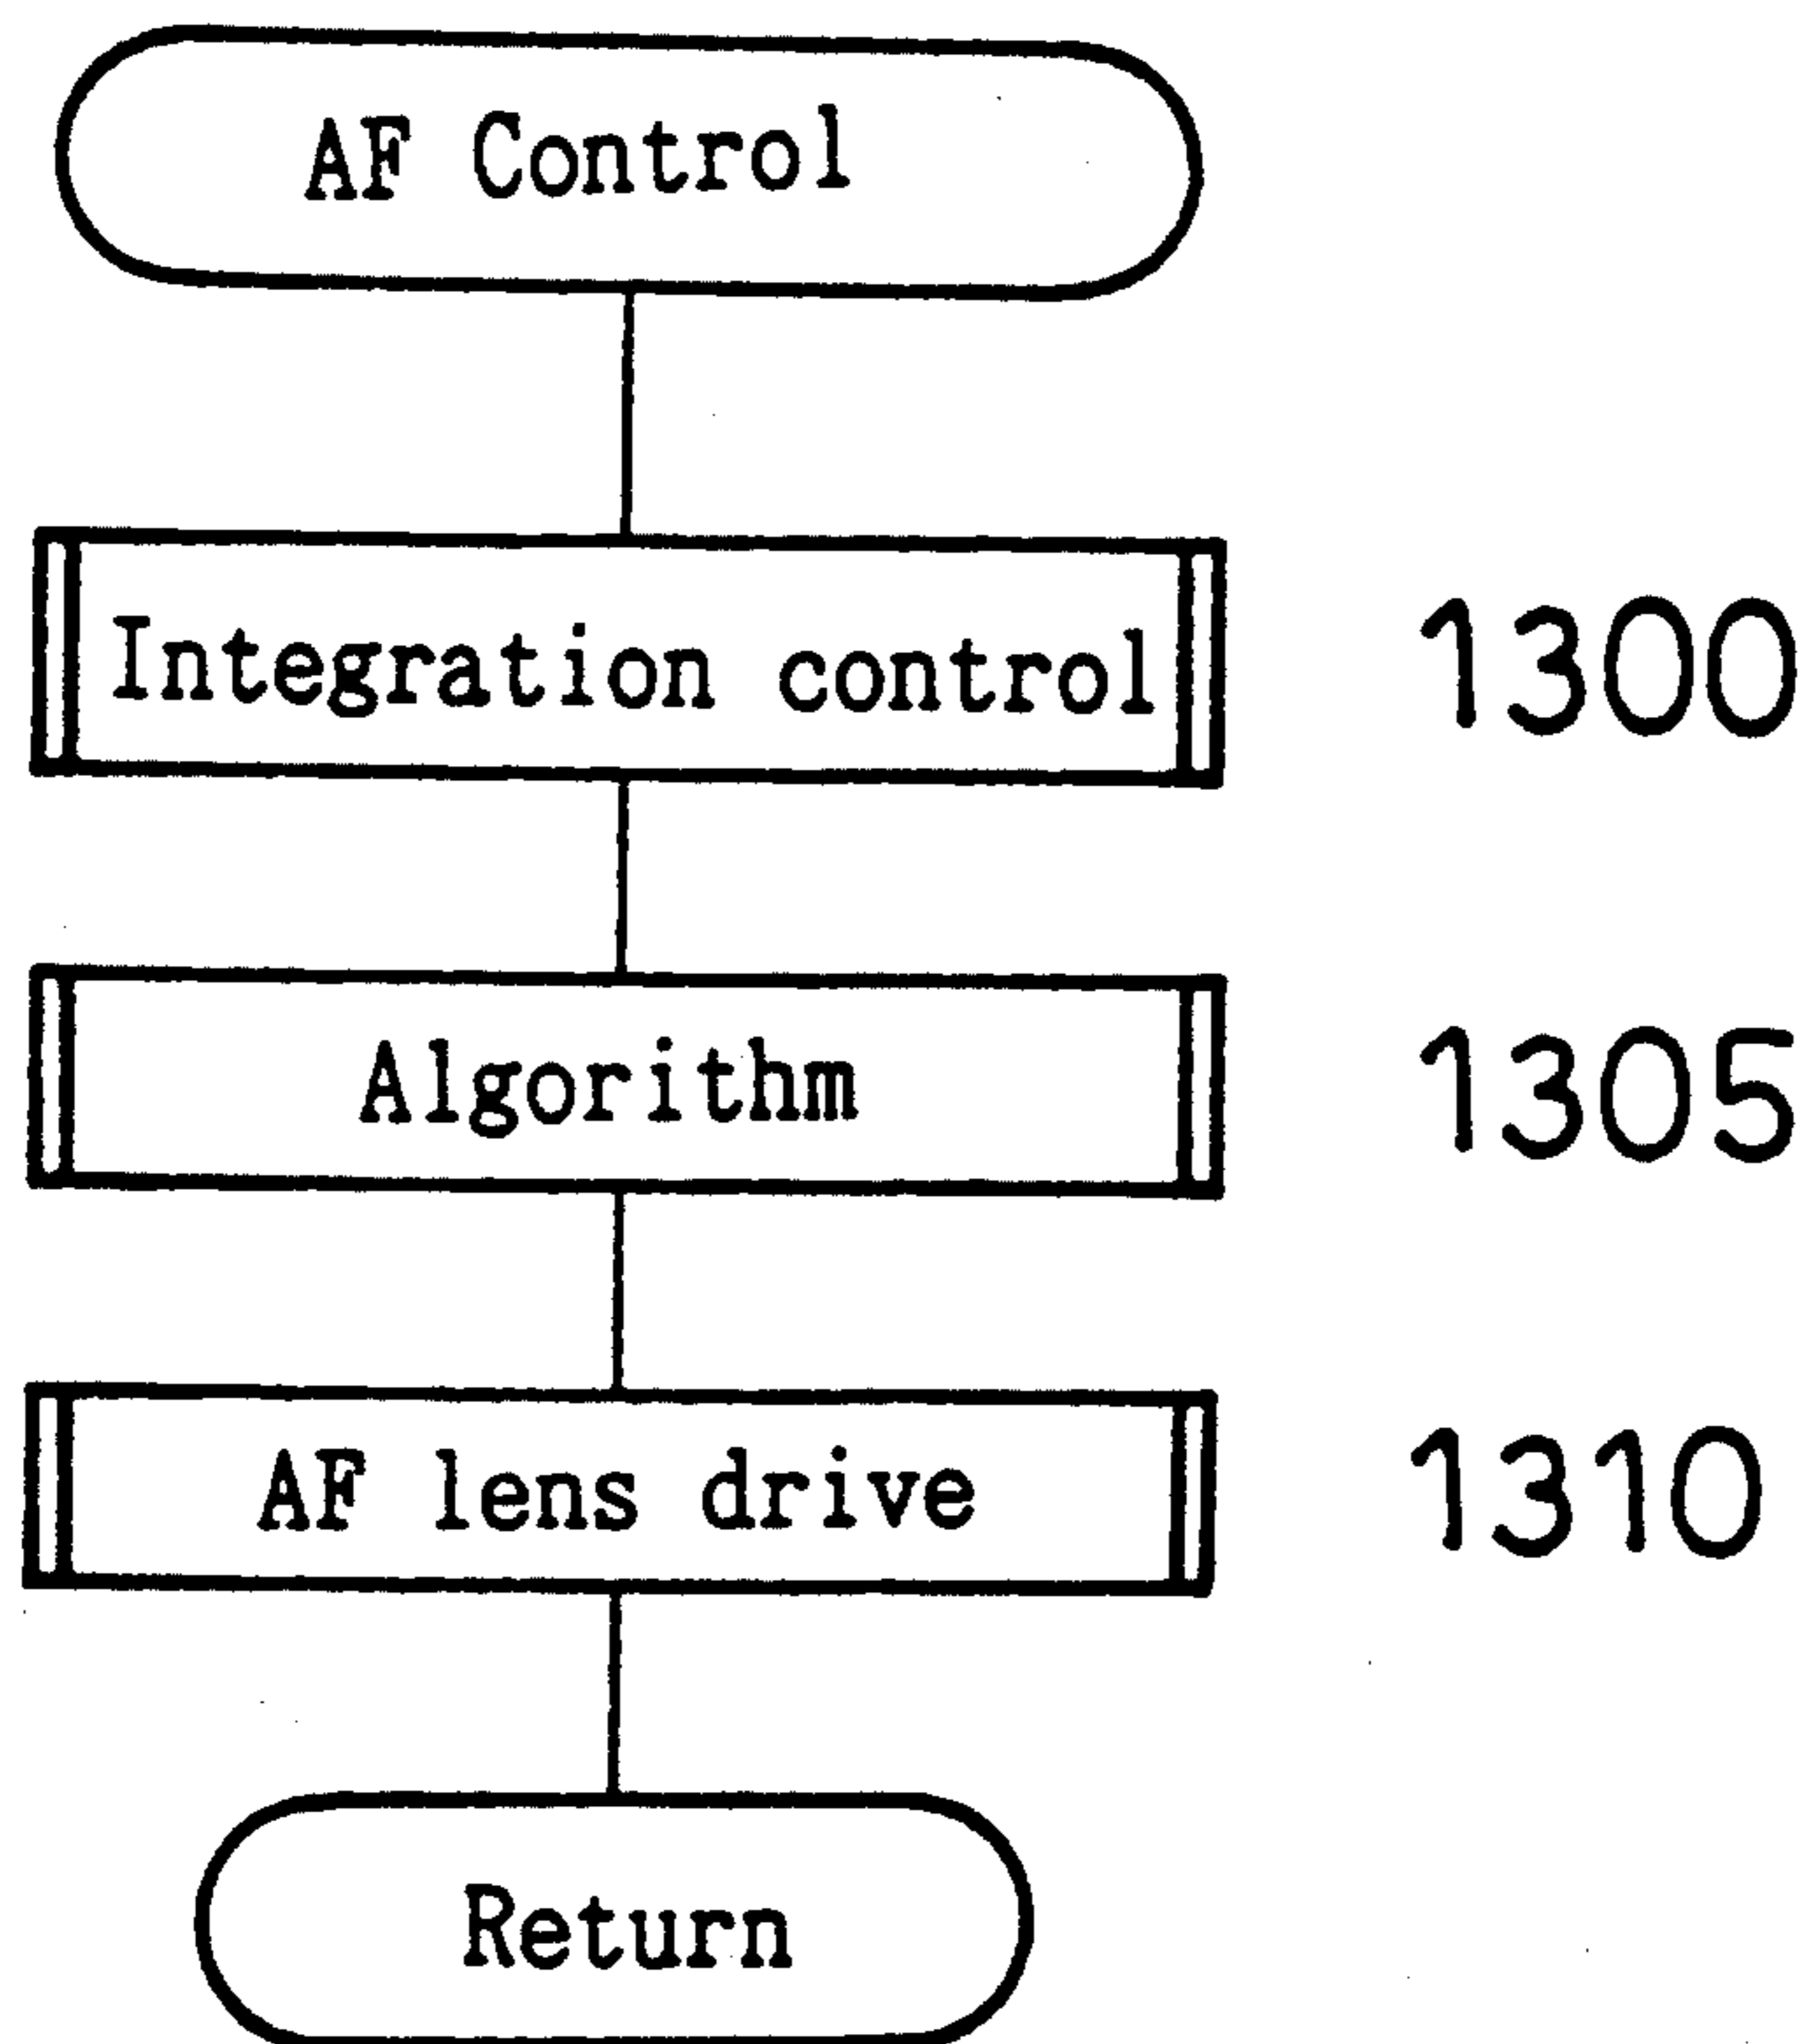 AF Control
Integration control 1300
Algorithm 1305
AF lens drive 1310
Return